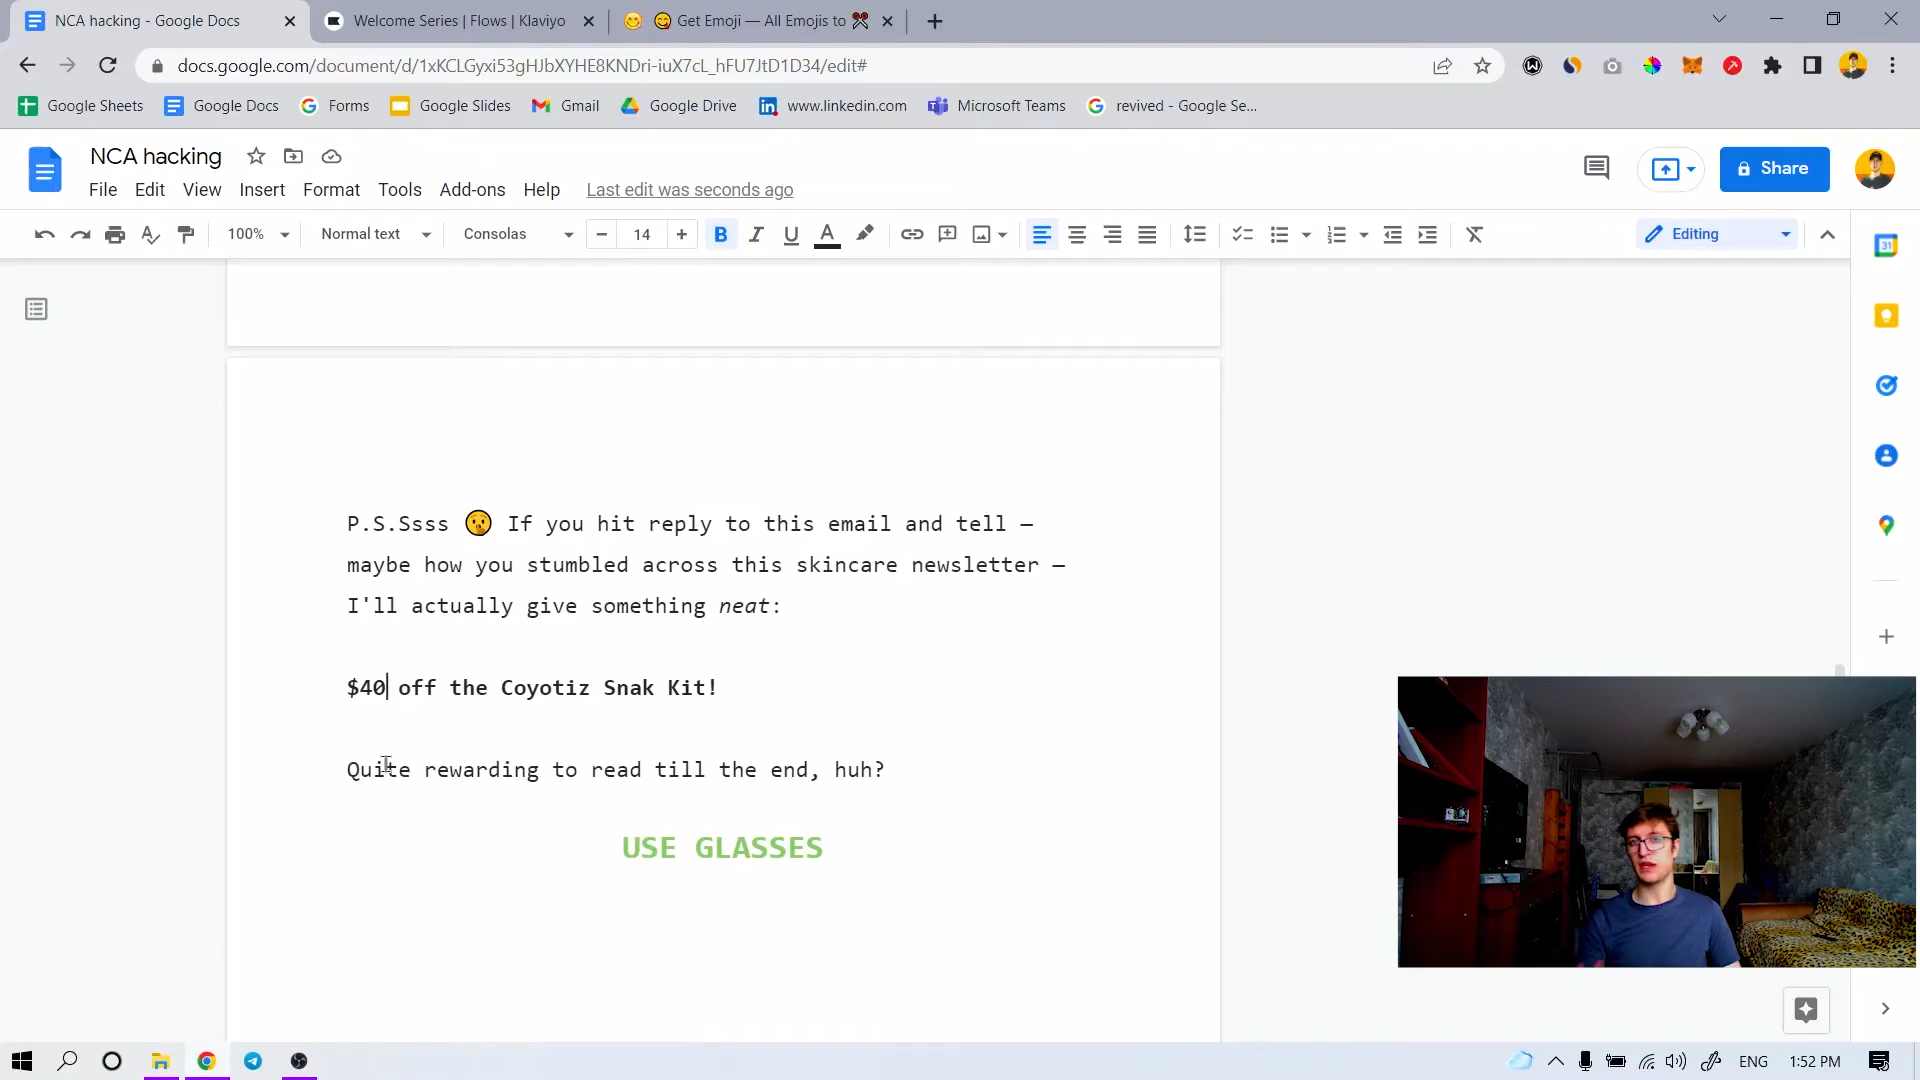 NCA hacking - Google Docs
Welcome Series | Flows | Klaviyo
😋 Get Emoji — All Emojis to ✂
docs.google.com/document/d/1xKCLGyxi53gHJbXYHE8KNDri-iuX7cL_hFU7JtD1D34/edit#
Google Sheets Google Docs Forms Google Slides Gmail Google Drive www.linkedin.com Microsoft Teams revived - Google Se...
NCA hacking
Share
File Edit View Insert Format Tools Add-ons Help Last edit was seconds ago
100% Normal text Consolas 14 Editing
P.S.Ssss 🤫 If you hit reply to this email and tell —
maybe how you stumbled across this skincare newsletter —
I'll actually give something neat:
$40 off the Coyotiz Snak Kit!
Quite rewarding to read till the end, huh?
USE GLASSES
ENG 1:52 PM